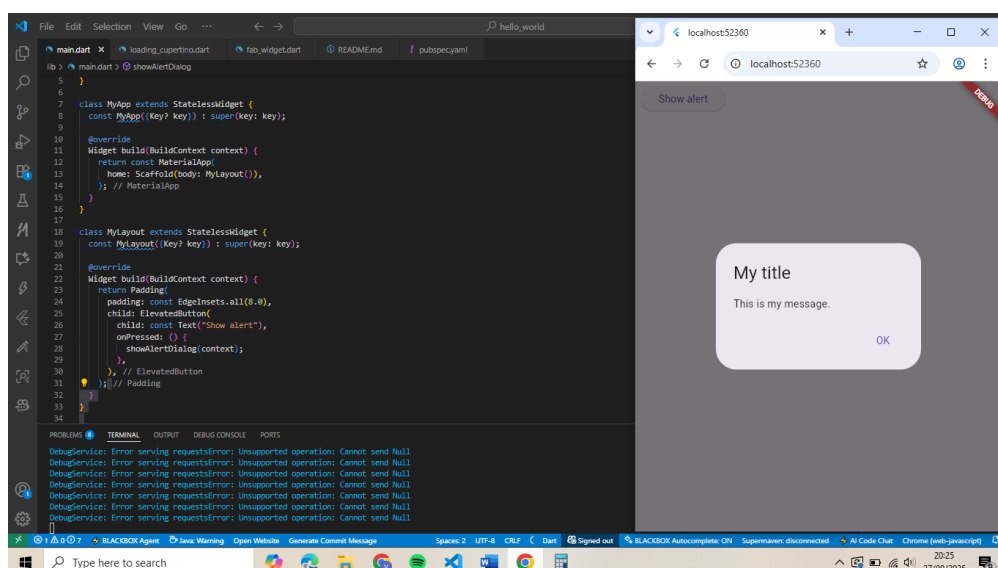 File Edit Selection View Go ··· ← → hello_world
main.dart × loading_cupertino.dart fab_widget.dart README.md pubspec.yaml
lib > main.dart > showAlertDialog
5 }
6
7 class MyApp extends StatelessWidget {
8 const MyApp({Key? key}) : super(key: key);
9
10 @override
11 Widget build(BuildContext context) {
12 return const MaterialApp(
13 home: Scaffold(body: MyLayout()),
14 ); // MaterialApp
15 }
16 }
17
18 class MyLayout extends StatelessWidget {
19 const MyLayout({Key? key}) : super(key: key);
20
21 @override
22 Widget build(BuildContext context) {
23 return Padding(
24 padding: const EdgeInsets.all(8.0),
25 child: ElevatedButton(
26 child: const Text("Show alert"),
27 onPressed: () {
28 showAlertDialog(context);
29 },
30 ), // ElevatedButton
31 ); // Padding
32 }
33 }
34
PROBLEMS 8 TERMINAL OUTPUT DEBUG CONSOLE PORTS
DebugService: Error serving requestsError: Unsupported operation: Cannot send Null
DebugService: Error serving requestsError: Unsupported operation: Cannot send Null
DebugService: Error serving requestsError: Unsupported operation: Cannot send Null
DebugService: Error serving requestsError: Unsupported operation: Cannot send Null
DebugService: Error serving requestsError: Unsupported operation: Cannot send Null
DebugService: Error serving requestsError: Unsupported operation: Cannot send Null
DebugService: Error serving requestsError: Unsupported operation: Cannot send Null
localhost:52360
localhost:52360
DEBUG
Show alert
My title
This is my message.
OK
1 0 7 BLACKBOX Agent Java: Warning Open Website Generate Commit Message Spaces: 2 UTF-8 CRLF { Dart Signed out BLACKBOX Autocomplete: ON Supermaven: disconnected AI Code Chat Chrome (web-javascript)
Type here to search
20:25
27/09/2025